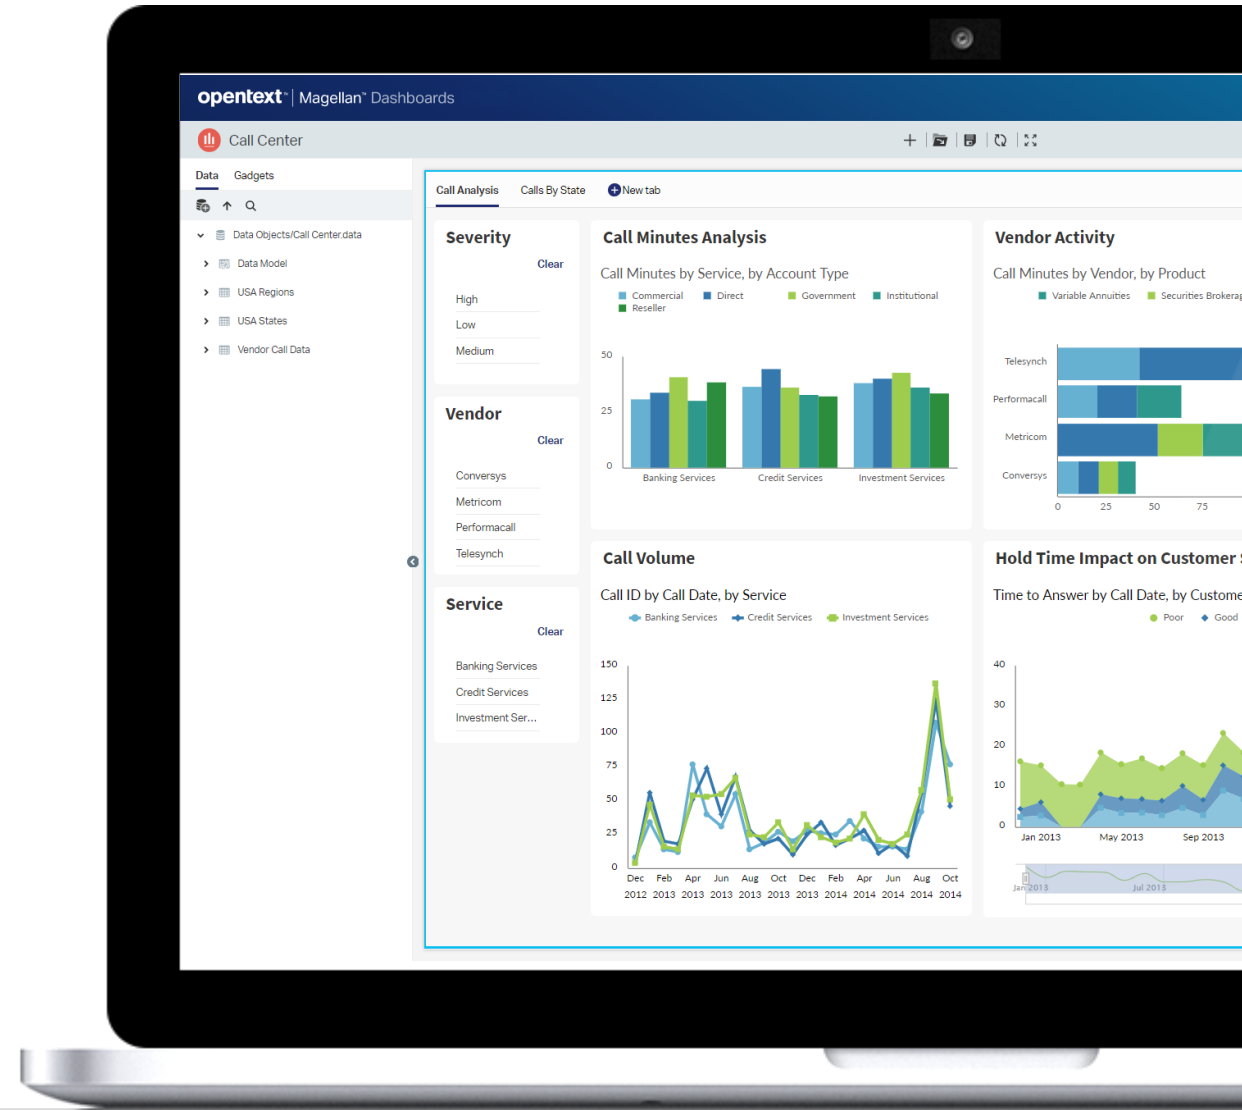 opentext™ | Magellan™ Dashboards
Call Center
Data Gadgets
Call Analysis Calls By State New tab
Data Objects/Call Center.data
Data Model
USA Regions
USA States
Vendor Call Data
Severity
Clear
High
Low
Medium
Vendor
Clear
Conversys
Metricom
Performacall
Telesynch
Service
Clear
Banking Services
Credit Services
Investment Ser...
Call Minutes Analysis
Call Minutes by Service, by Account Type
Commercial Direct Government Institutional
Reseller
50
25
0
Banking Services Credit Services Investment Services
Vendor Activity
Call Minutes by Vendor, by Product
Variable Annuities Securities Brokerag
Telesynch
Performacall
Metricom
Conversys
0 25 50 75
Call Volume
Call ID by Call Date, by Service
Banking Services Credit Services Investment Services
150
125
100
75
50
25
0
Dec Feb Apr Jun Aug Oct Dec Feb Apr Jun Aug Oct
2012 2013 2013 2013 2013 2013 2013 2014 2014 2014 2014 2014
Hold Time Impact on Customer
Time to Answer by Call Date, by Custome
Poor Good
40
30
20
10
0
Jan 2013 May 2013 Sep 2013
Jan 2013 Jul 2013